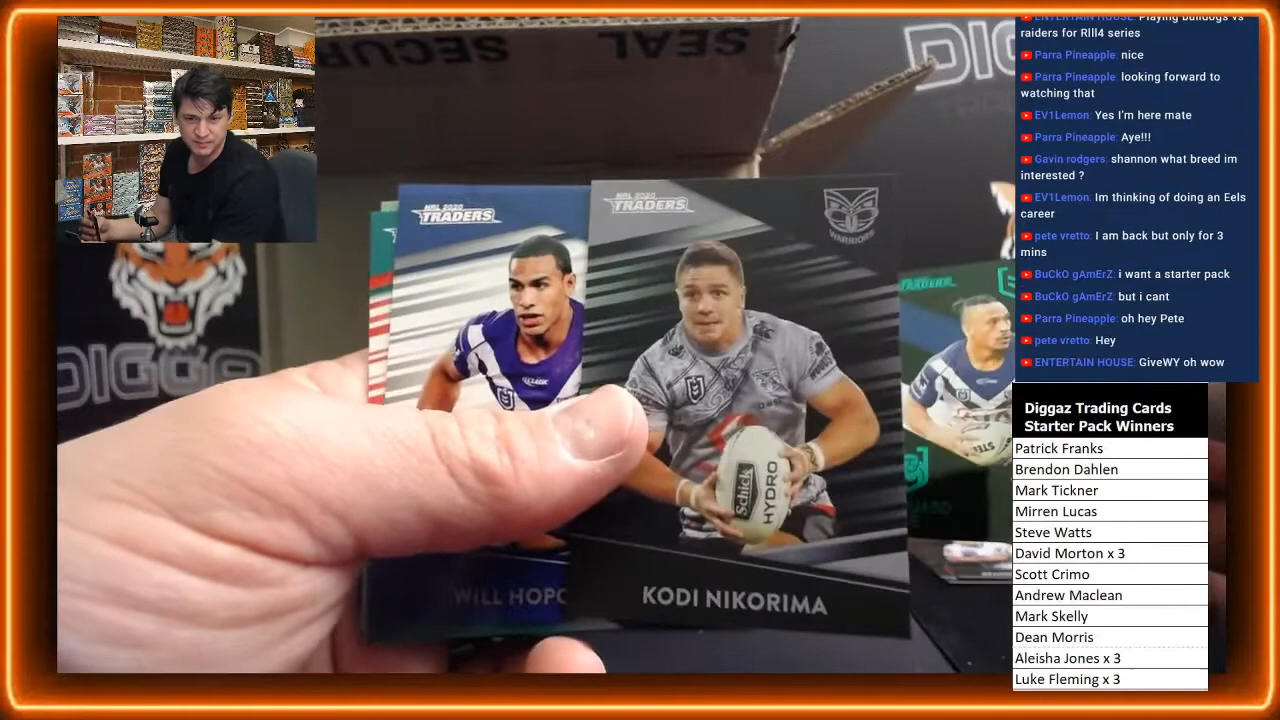 SEAL
SECU
DIG
NRL 2020
TRADERS
NRL 2020
TRADERS
WARRIORS
Schick
HYDRO
WILL HOPO
KODI NIKORIMA
DIGGA
ENTERTAIN HOUSE: Playing bulldogs vs
raiders for RlII4 series
Parra Pineapple: nice
Parra Pineapple: looking forward to
watching that
EV1Lemon: Yes I'm here mate
Parra Pineapple: Aye!!!
Gavin rodgers: shannon what breed im
interested ?
EV1Lemon: Im thinking of doing an Eels
career
pete vretto: I am back but only for 3
mins
BuCkO gAmErZ: i want a starter pack
BuCkO gAmErZ: but i cant
Parra Pineapple: oh hey Pete
pete vretto: Hey
ENTERTAIN HOUSE: GiveWY oh wow
Diggaz Trading Cards
Starter Pack Winners
Patrick Franks
Brendon Dahlen
Mark Tickner
Mirren Lucas
Steve Watts
David Morton x 3
Scott Crimo
Andrew Maclean
Mark Skelly
Dean Morris
Aleisha Jones x 3
Luke Fleming x 3